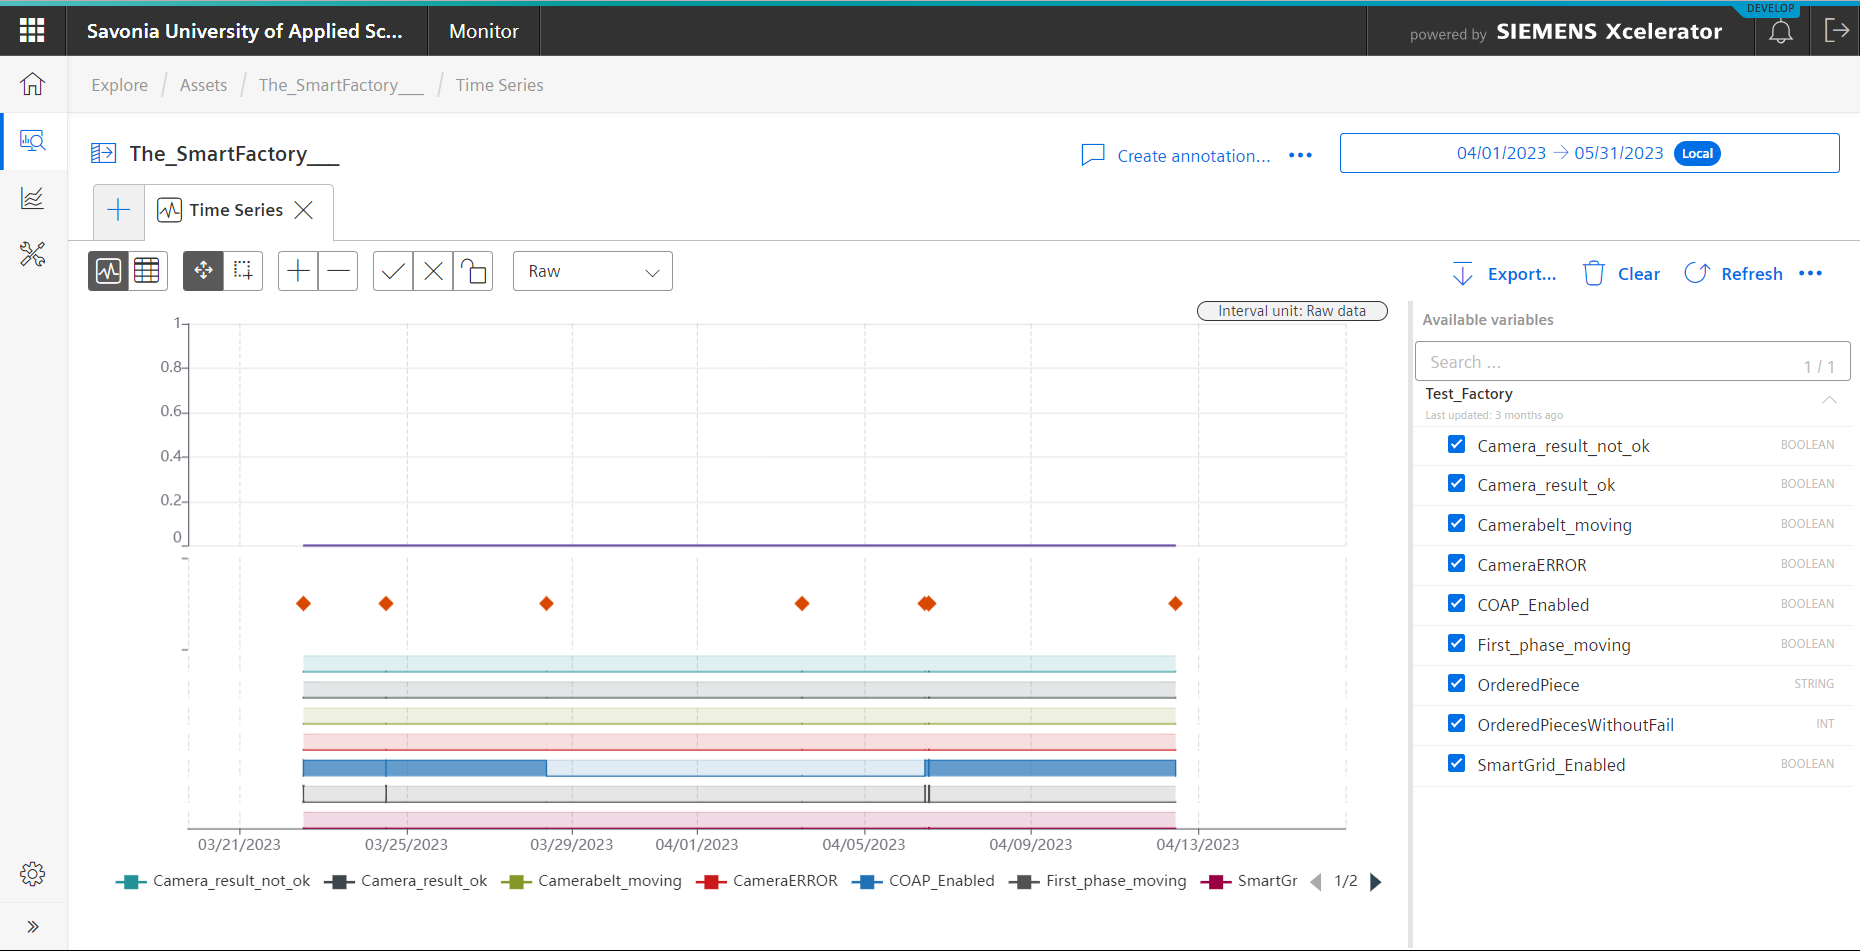 DEVELOP
Savonia University of Applied Sc...
Monitor
powered by SIEMENS Xcelerator
Explore / Assets / The_SmartFactory___ / Time Series
The_SmartFactory___
Create annotation...
04/01/2023 → 05/31/2023 Local
Time Series
Raw
Export...
Clear
Refresh
Interval unit: Raw data
1
0.8
0.6
0.4
0.2
0
03/21/2023
03/25/2023
03/29/2023
04/01/2023
04/05/2023
04/09/2023
04/13/2023
Camera_result_not_ok
Camera_result_ok
Camerabelt_moving
CameraERROR
COAP_Enabled
First_phase_moving
SmartGr
1/2
Available variables
Search ...
1 / 1
Test_Factory
Last updated: 3 months ago
Camera_result_not_ok BOOLEAN
Camera_result_ok BOOLEAN
Camerabelt_moving BOOLEAN
CameraERROR BOOLEAN
COAP_Enabled BOOLEAN
First_phase_moving BOOLEAN
OrderedPiece STRING
OrderedPiecesWithoutFail INT
SmartGrid_Enabled BOOLEAN